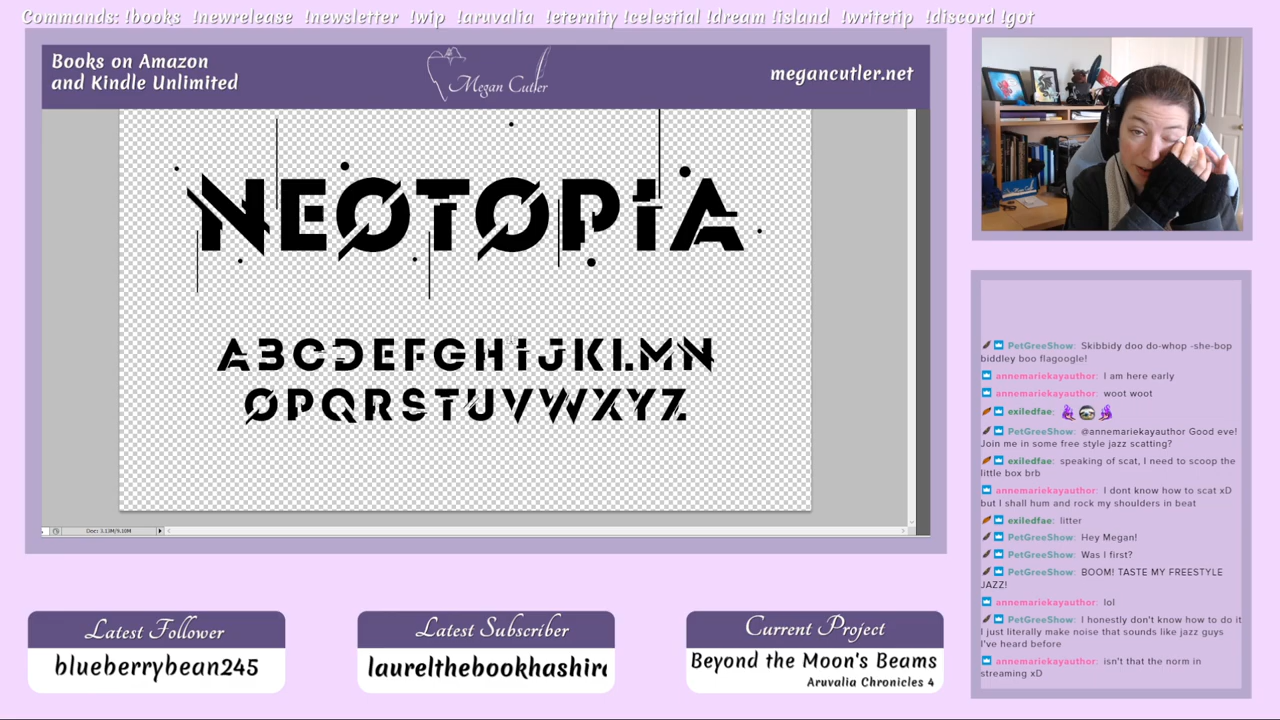 Commands: !books !newrelease !newsletter !wip !aruvalia !eternity !celestial !dream !island !writetip !discord !got
Books on Amazon
and Kindle Unlimited
Megan Cutler
megancutler.net
NEOTOPIA
ABCDEFGHIJKLMN
OPQRSTUVWXYZ
Doc: 3.13M/9.10M
PetGreeShow: Skibbidy doo do-whop -she-bop
biddley boo flagoogle!
annemariekayauthor: I am here early
annemariekayauthor: woot woot
exiledfae:
PetGreeShow: @annemariekayauthor Good eve!
Join me in some free style jazz scatting?
exiledfae: speaking of scat, I need to scoop the
little box brb
annemariekayauthor: I dont know how to scat xD
but I shall hum and rock my shoulders in beat
exiledfae: litter
PetGreeShow: Hey Megan!
PetGreeShow: Was I first?
PetGreeShow: BOOM! TASTE MY FREESTYLE
JAZZ!
annemariekayauthor: lol
PetGreeShow: I honestly don't know how to do it
I just literally make noise that sounds like jazz guys
I've heard before
annemariekayauthor: isn't that the norm in
streaming xD
Latest Follower
blueberrybean245
Latest Subscriber
laurelthebookhashira
Current Project
Beyond the Moon's Beams
Aruvalia Chronicles 4